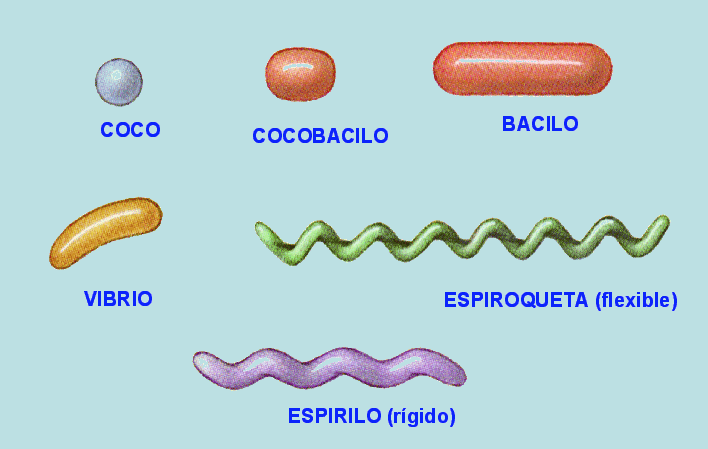 COCO
COCOBACILO
BACILO
VIBRIO
ESPIROQUETA (flexible)
ESPIRILO (rígido)